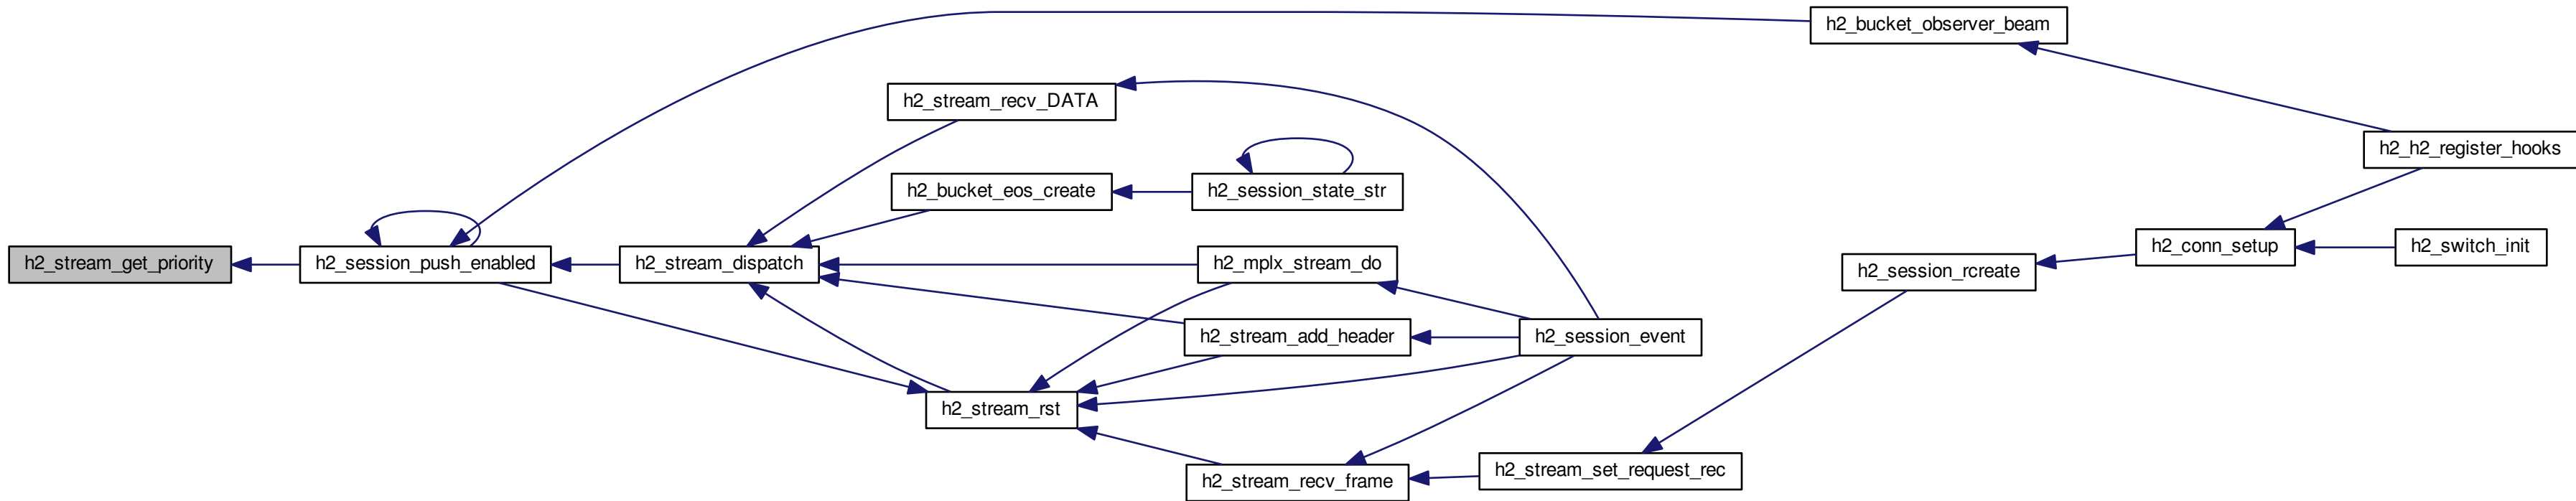 h2_bucket_observer_beam
h2_stream_recv_DATA
h2_h2_register_hooks
h2_bucket_eos_create
h2_session_state_str
h2_stream_get_priority
h2_session_push_enabled
h2_stream_dispatch
h2_mplx_stream_do
h2_session_rcreate
h2_conn_setup
h2_switch_init
h2_stream_add_header
h2_session_event
h2_stream_rst
h2_stream_recv_frame
h2_stream_set_request_rec